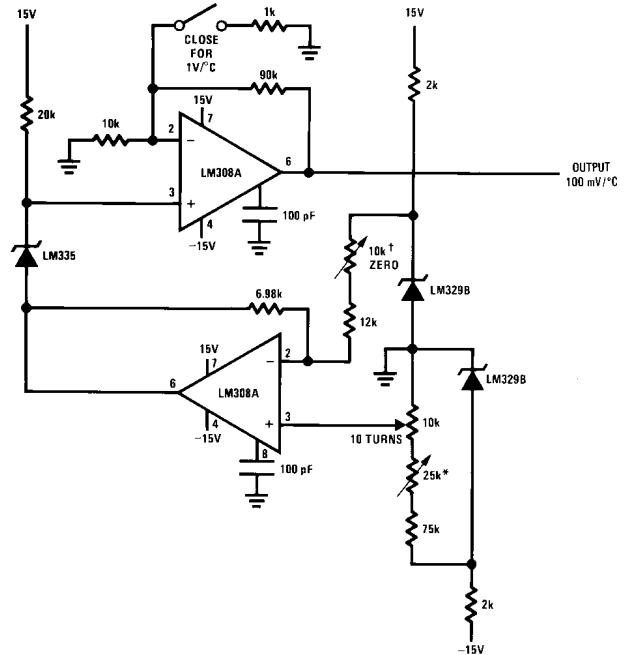 15V
1k
15V
CLOSE
FOR
1V/°C
2k
20k
90k
15V
7
10k
2
LM308A
6
OUTPUT
100 mV/°C
3
100 pF
4
−15V
10k†
ZERO
LM335
LM329B
6.98k
12k
15V
7
2
6
LM308A
LM329B
4
−15V
3
10 TURNS
10k
8
100 pF
25k*
75k
2k
−15V